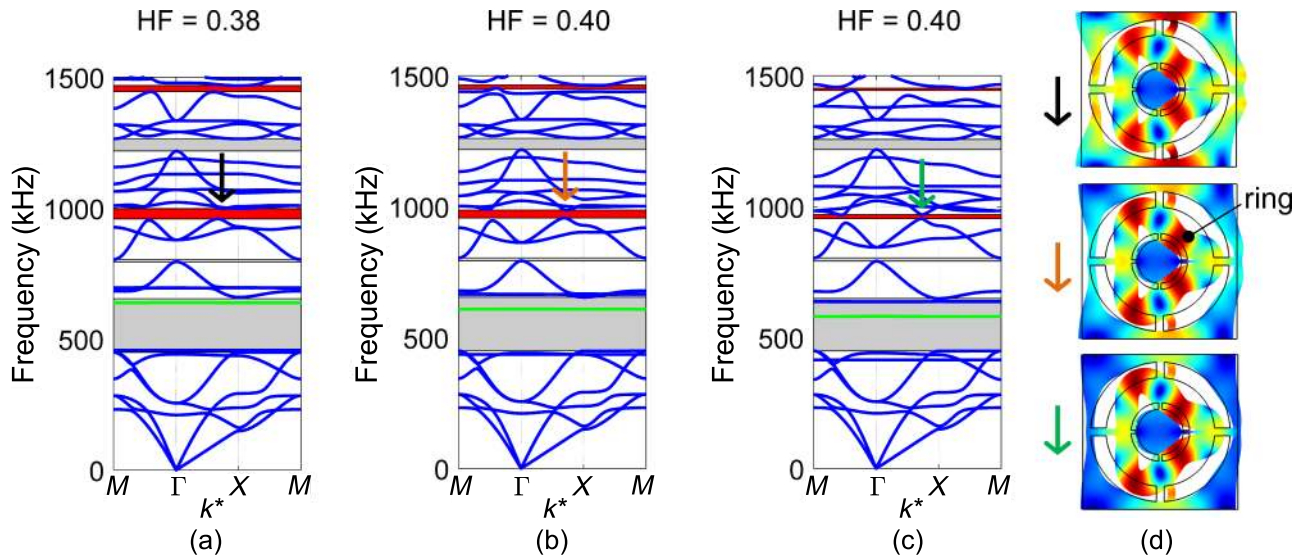 HF = 0.38
HF = 0.40
HF = 0.40
Frequency (kHz)
1500
1000
500
0
M Γ X M
k*
(a)
Frequency (kHz)
1500
1000
500
0
M Γ X M
k*
(b)
Frequency (kHz)
1500
1000
500
0
M Γ X M
k*
(c)
ring
(d)